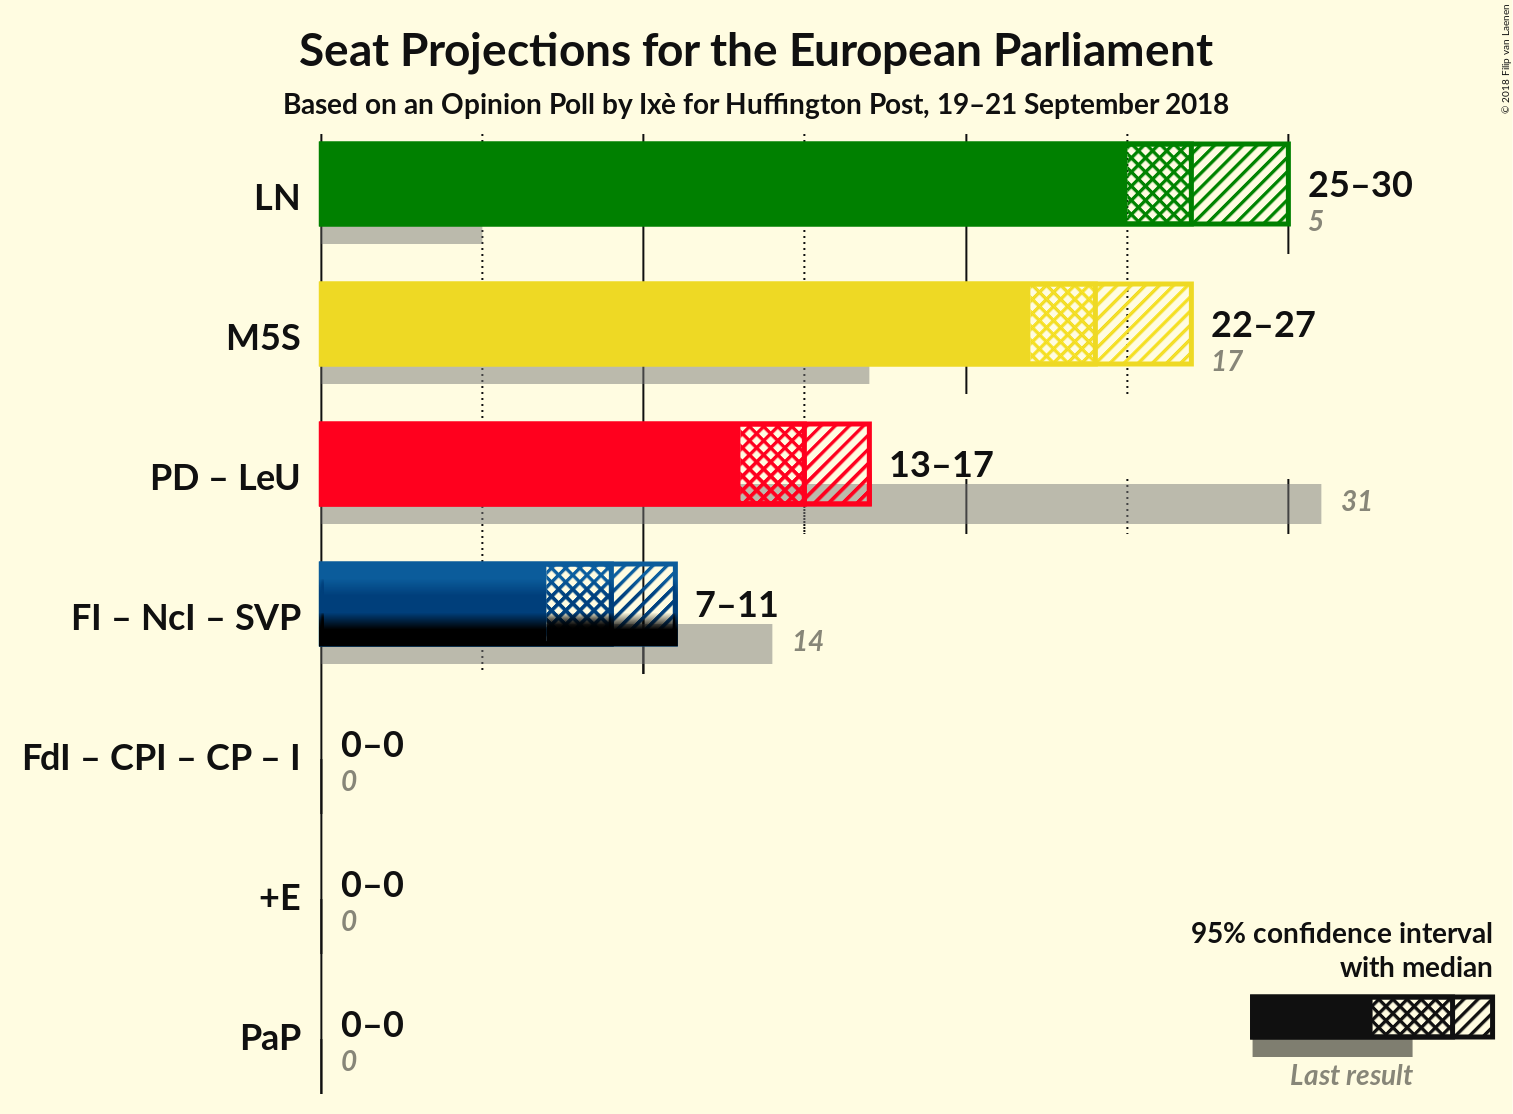 Seat Projections for the European Parliament
Based on an Opinion Poll by Ixè for Huffington Post, 19–21 September 2018
© 2018 Filip van Laenen
LN
25–30
5
M5S
22–27
17
PD – LeU
13–17
31
FI – NcI – SVP
7–11
14
FdI – CPI – CP – I
0–0
0
+E
0–0
0
PaP
0–0
0
95% confidence interval
with median
Last result